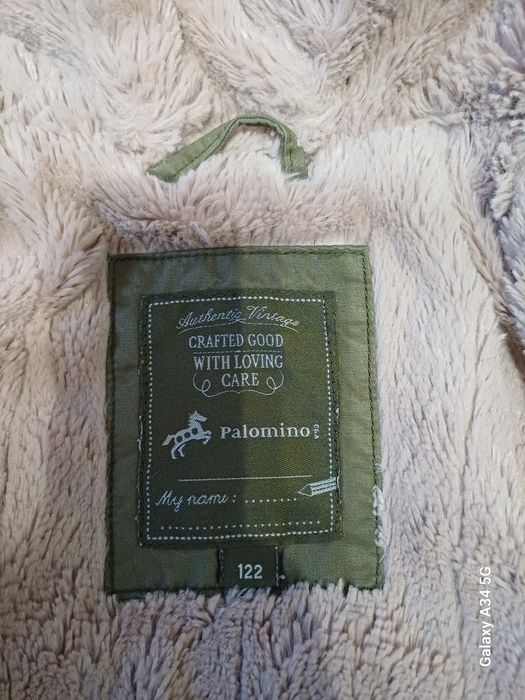 Authentic Vintage
CRAFTED GOOD
WITH LOVING
CARE
Palomino C&A
My name : ........
122
Galaxy A34 5G